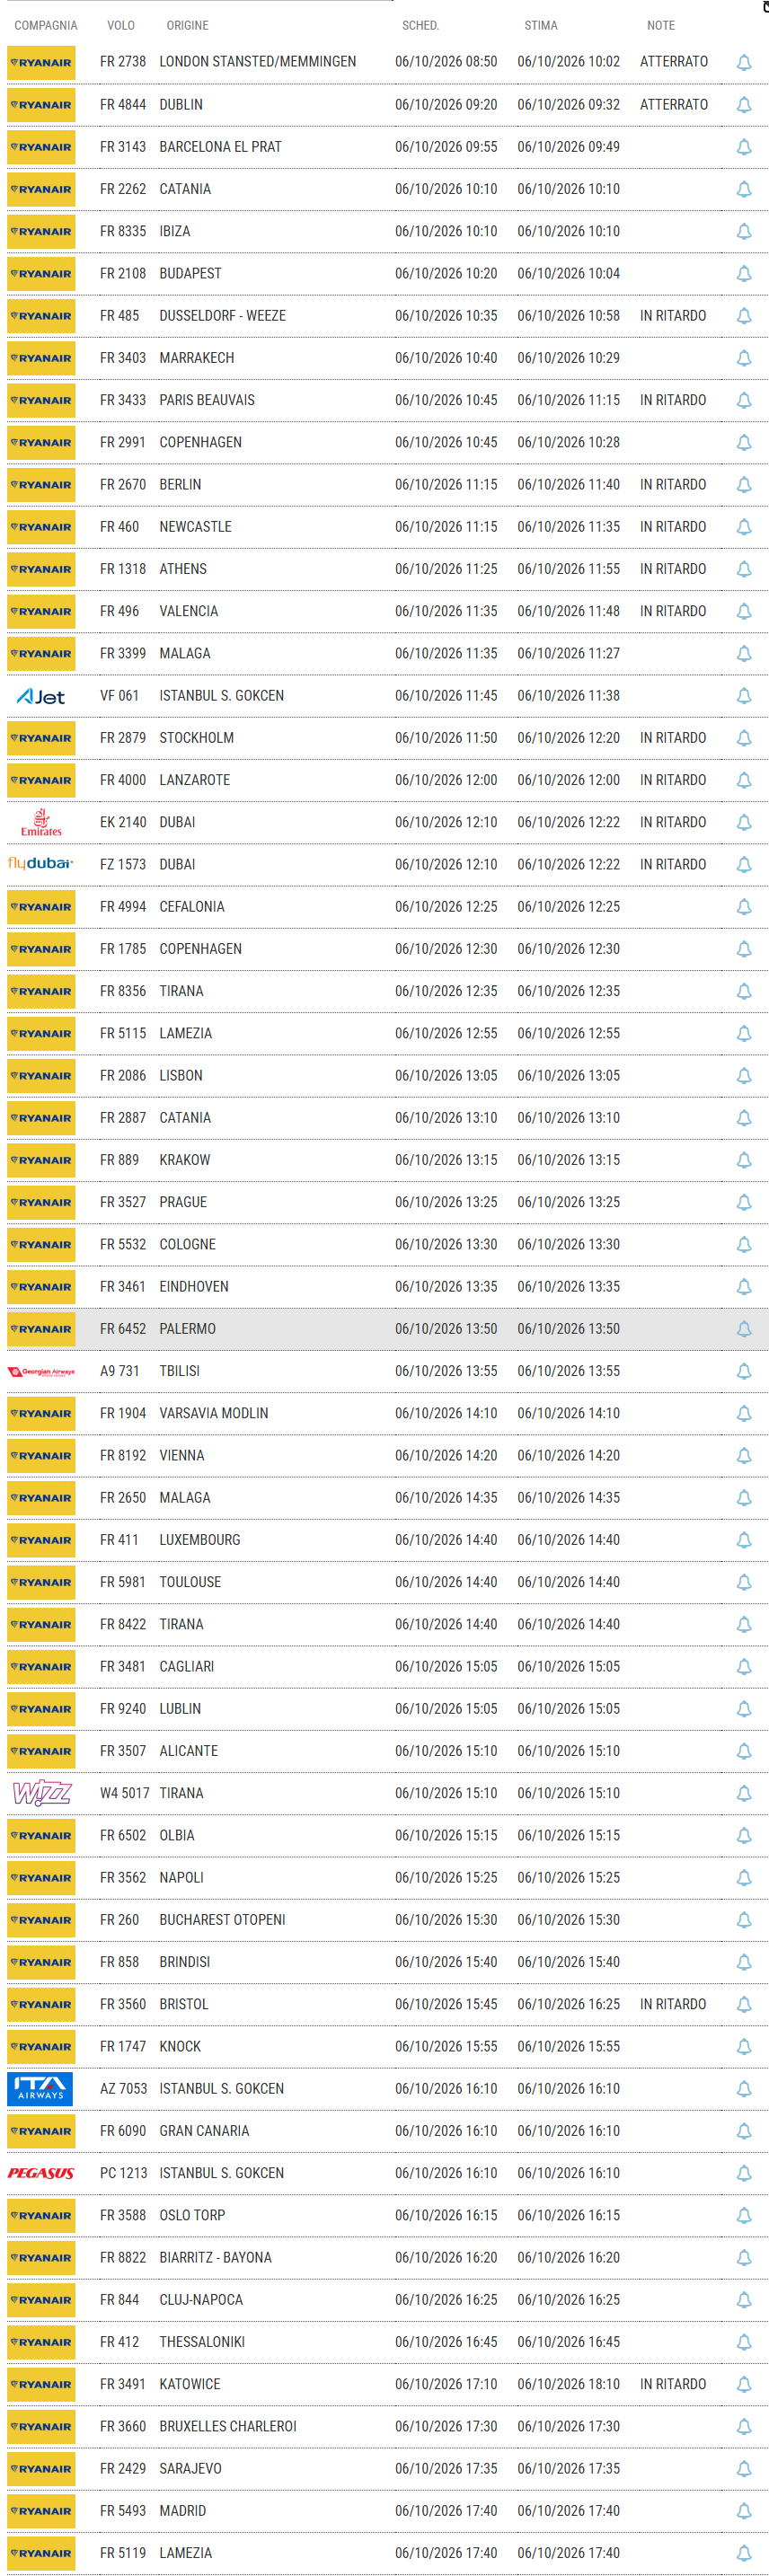 COMPAGNIA VOLO ORIGINE SCHED. STIMA NOTE
RYANAIR FR 2738 LONDON STANSTED/MEMMINGEN 06/10/2026 08:50 06/10/2026 10:02 ATTERRATO
RYANAIR FR 4844 DUBLIN 06/10/2026 09:20 06/10/2026 09:32 ATTERRATO
RYANAIR FR 3143 BARCELONA EL PRAT 06/10/2026 09:55 06/10/2026 09:49
RYANAIR FR 2262 CATANIA 06/10/2026 10:10 06/10/2026 10:10
RYANAIR FR 8335 IBIZA 06/10/2026 10:10 06/10/2026 10:10
RYANAIR FR 2108 BUDAPEST 06/10/2026 10:20 06/10/2026 10:04
RYANAIR FR 485 DUSSELDORF - WEEZE 06/10/2026 10:35 06/10/2026 10:58 IN RITARDO
RYANAIR FR 3403 MARRAKECH 06/10/2026 10:40 06/10/2026 10:29
RYANAIR FR 3433 PARIS BEAUVAIS 06/10/2026 10:45 06/10/2026 11:15 IN RITARDO
RYANAIR FR 2991 COPENHAGEN 06/10/2026 10:45 06/10/2026 10:28
RYANAIR FR 2670 BERLIN 06/10/2026 11:15 06/10/2026 11:40 IN RITARDO
RYANAIR FR 460 NEWCASTLE 06/10/2026 11:15 06/10/2026 11:35 IN RITARDO
RYANAIR FR 1318 ATHENS 06/10/2026 11:25 06/10/2026 11:55 IN RITARDO
RYANAIR FR 496 VALENCIA 06/10/2026 11:35 06/10/2026 11:48 IN RITARDO
RYANAIR FR 3399 MALAGA 06/10/2026 11:35 06/10/2026 11:27
AJet VF 061 ISTANBUL S. GOKCEN 06/10/2026 11:45 06/10/2026 11:38
RYANAIR FR 2879 STOCKHOLM 06/10/2026 11:50 06/10/2026 12:20 IN RITARDO
RYANAIR FR 4000 LANZAROTE 06/10/2026 12:00 06/10/2026 12:00 IN RITARDO
Emirates EK 2140 DUBAI 06/10/2026 12:10 06/10/2026 12:22 IN RITARDO
flydubai FZ 1573 DUBAI 06/10/2026 12:10 06/10/2026 12:22 IN RITARDO
RYANAIR FR 4994 CEFALONIA 06/10/2026 12:25 06/10/2026 12:25
RYANAIR FR 1785 COPENHAGEN 06/10/2026 12:30 06/10/2026 12:30
RYANAIR FR 8356 TIRANA 06/10/2026 12:35 06/10/2026 12:35
RYANAIR FR 5115 LAMEZIA 06/10/2026 12:55 06/10/2026 12:55
RYANAIR FR 2086 LISBON 06/10/2026 13:05 06/10/2026 13:05
RYANAIR FR 2887 CATANIA 06/10/2026 13:10 06/10/2026 13:10
RYANAIR FR 889 KRAKOW 06/10/2026 13:15 06/10/2026 13:15
RYANAIR FR 3527 PRAGUE 06/10/2026 13:25 06/10/2026 13:25
RYANAIR FR 5532 COLOGNE 06/10/2026 13:30 06/10/2026 13:30
RYANAIR FR 3461 EINDHOVEN 06/10/2026 13:35 06/10/2026 13:35
RYANAIR FR 6452 PALERMO 06/10/2026 13:50 06/10/2026 13:50
Georgian Airways A9 731 TBILISI 06/10/2026 13:55 06/10/2026 13:55
RYANAIR FR 1904 VARSAVIA MODLIN 06/10/2026 14:10 06/10/2026 14:10
RYANAIR FR 8192 VIENNA 06/10/2026 14:20 06/10/2026 14:20
RYANAIR FR 2650 MALAGA 06/10/2026 14:35 06/10/2026 14:35
RYANAIR FR 411 LUXEMBOURG 06/10/2026 14:40 06/10/2026 14:40
RYANAIR FR 5981 TOULOUSE 06/10/2026 14:40 06/10/2026 14:40
RYANAIR FR 8422 TIRANA 06/10/2026 14:40 06/10/2026 14:40
RYANAIR FR 3481 CAGLIARI 06/10/2026 15:05 06/10/2026 15:05
RYANAIR FR 9240 LUBLIN 06/10/2026 15:05 06/10/2026 15:05
RYANAIR FR 3507 ALICANTE 06/10/2026 15:10 06/10/2026 15:10
WIZZ W4 5017 TIRANA 06/10/2026 15:10 06/10/2026 15:10
RYANAIR FR 6502 OLBIA 06/10/2026 15:15 06/10/2026 15:15
RYANAIR FR 3562 NAPOLI 06/10/2026 15:25 06/10/2026 15:25
RYANAIR FR 260 BUCHAREST OTOPENI 06/10/2026 15:30 06/10/2026 15:30
RYANAIR FR 858 BRINDISI 06/10/2026 15:40 06/10/2026 15:40
RYANAIR FR 3560 BRISTOL 06/10/2026 15:45 06/10/2026 16:25 IN RITARDO
RYANAIR FR 1747 KNOCK 06/10/2026 15:55 06/10/2026 15:55
ITA AIRWAYS AZ 7053 ISTANBUL S. GOKCEN 06/10/2026 16:10 06/10/2026 16:10
RYANAIR FR 6090 GRAN CANARIA 06/10/2026 16:10 06/10/2026 16:10
PEGASUS PC 1213 ISTANBUL S. GOKCEN 06/10/2026 16:10 06/10/2026 16:10
RYANAIR FR 3588 OSLO TORP 06/10/2026 16:15 06/10/2026 16:15
RYANAIR FR 8822 BIARRITZ - BAYONA 06/10/2026 16:20 06/10/2026 16:20
RYANAIR FR 844 CLUJ-NAPOCA 06/10/2026 16:25 06/10/2026 16:25
RYANAIR FR 412 THESSALONIKI 06/10/2026 16:45 06/10/2026 16:45
RYANAIR FR 3491 KATOWICE 06/10/2026 17:10 06/10/2026 18:10 IN RITARDO
RYANAIR FR 3660 BRUXELLES CHARLEROI 06/10/2026 17:30 06/10/2026 17:30
RYANAIR FR 2429 SARAJEVO 06/10/2026 17:35 06/10/2026 17:35
RYANAIR FR 5493 MADRID 06/10/2026 17:40 06/10/2026 17:40
RYANAIR FR 5119 LAMEZIA 06/10/2026 17:40 06/10/2026 17:40